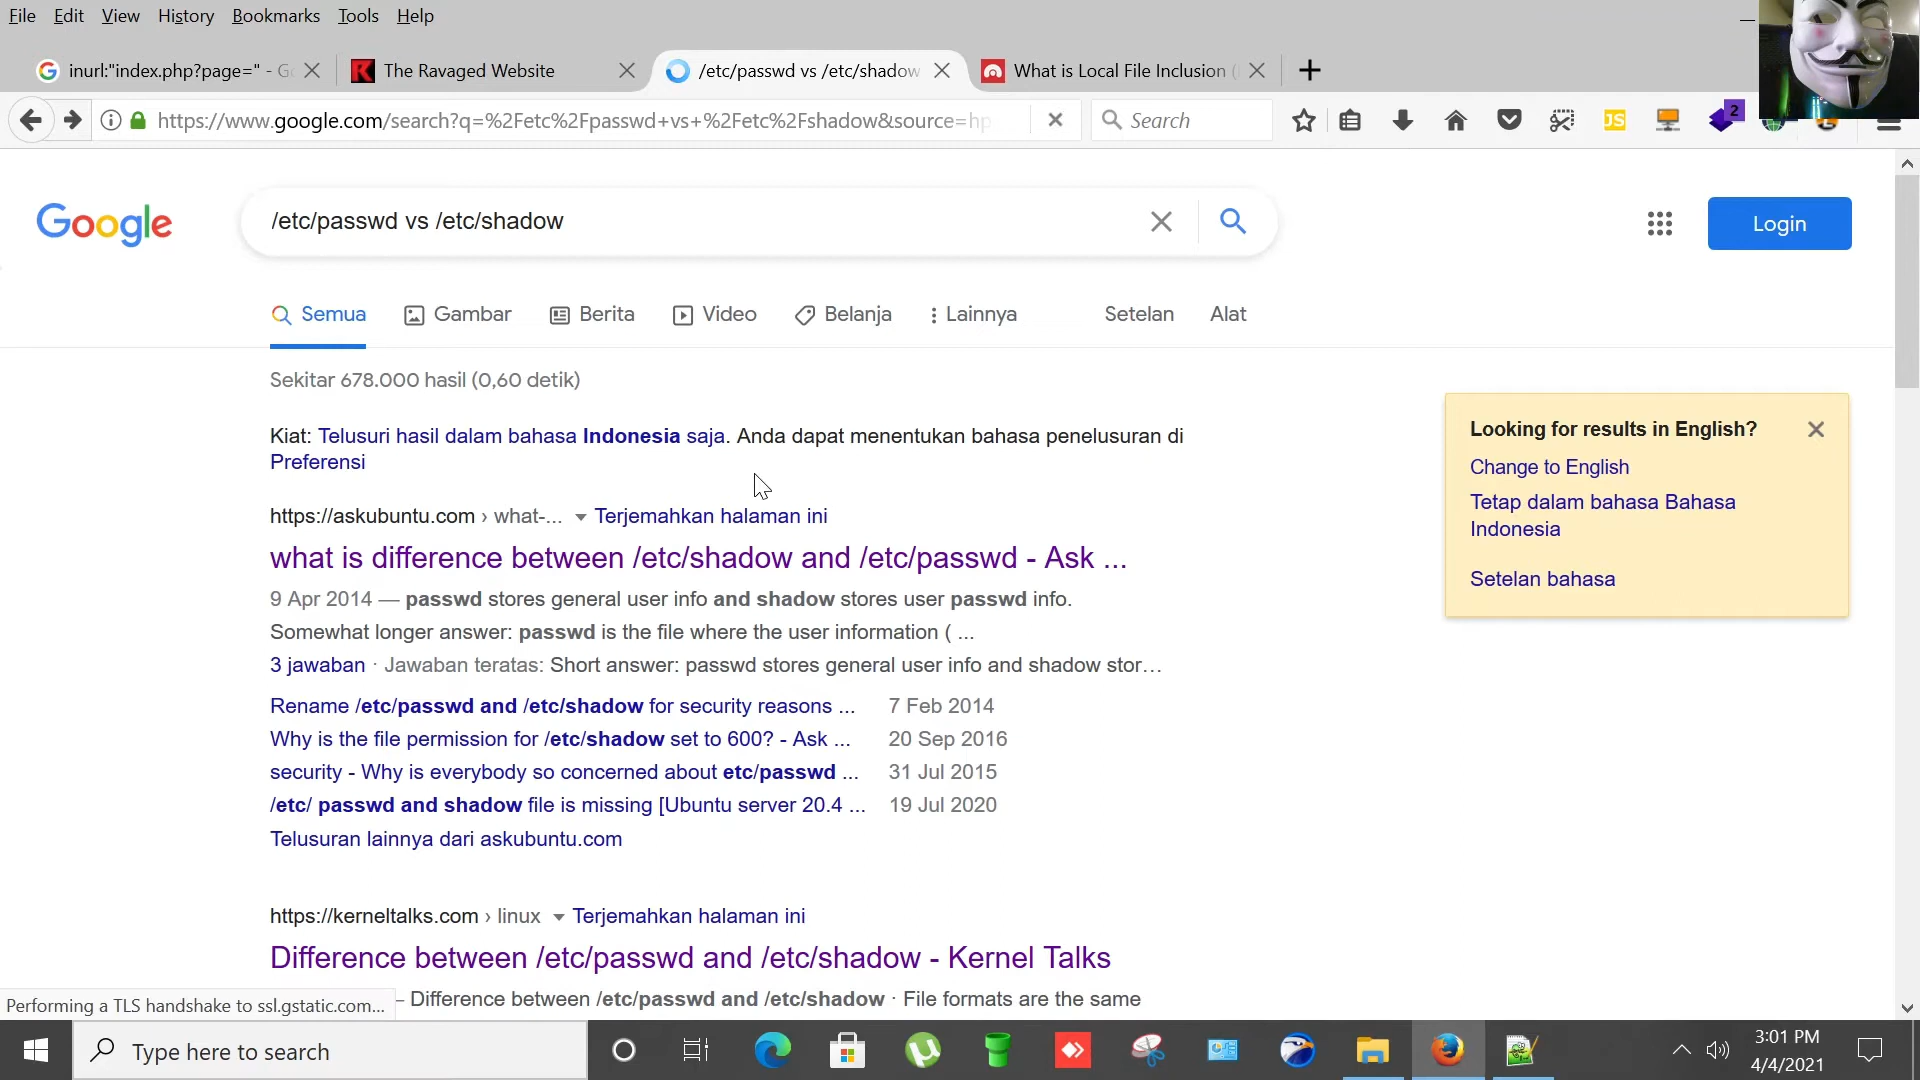 File Edit View History Bookmarks Tools Help
inurl:"index.php?page=" - Go
The Ravaged Website
/etc/passwd vs /etc/shadow
What is Local File Inclusion (
https://www.google.com/search?q=%2Fetc%2Fpasswd+vs+%2Fetc%2Fshadow&source=hp
Search
JS
2
Google
/etc/passwd vs /etc/shadow
Login
Semua Gambar Berita Video Belanja Lainnya Setelan Alat
Sekitar 678.000 hasil (0,60 detik)
Kiat: Telusuri hasil dalam bahasa Indonesia saja. Anda dapat menentukan bahasa penelusuran di
Preferensi
Looking for results in English?
Change to English
Tetap dalam bahasa Bahasa
Indonesia
Setelan bahasa
https://askubuntu.com › what-... Terjemahkan halaman ini
what is difference between /etc/shadow and /etc/passwd - Ask ...
9 Apr 2014 — passwd stores general user info and shadow stores user passwd info.
Somewhat longer answer: passwd is the file where the user information ( ...
3 jawaban · Jawaban teratas: Short answer: passwd stores general user info and shadow stor...
Rename /etc/passwd and /etc/shadow for security reasons ... 7 Feb 2014
Why is the file permission for /etc/shadow set to 600? - Ask ... 20 Sep 2016
security - Why is everybody so concerned about etc/passwd ... 31 Jul 2015
/etc/ passwd and shadow file is missing [Ubuntu server 20.4 ... 19 Jul 2020
Telusuran lainnya dari askubuntu.com
https://kerneltalks.com › linux Terjemahkan halaman ini
Difference between /etc/passwd and /etc/shadow - Kernel Talks
– Difference between /etc/passwd and /etc/shadow · File formats are the same
Performing a TLS handshake to ssl.gstatic.com...
Type here to search
3:01 PM
4/4/2021